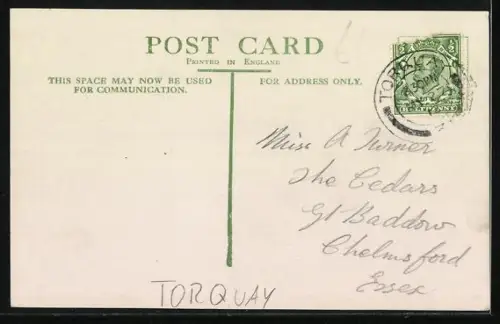 POST CARD
PRINTED IN ENGLAND
THIS SPACE MAY NOW BE USED
FOR COMMUNICATION.
FOR ADDRESS ONLY.
TORQUAY
Miss A Turner
The Cedars
Gt Baddow
Chelmsford
Essex
TORQUAY